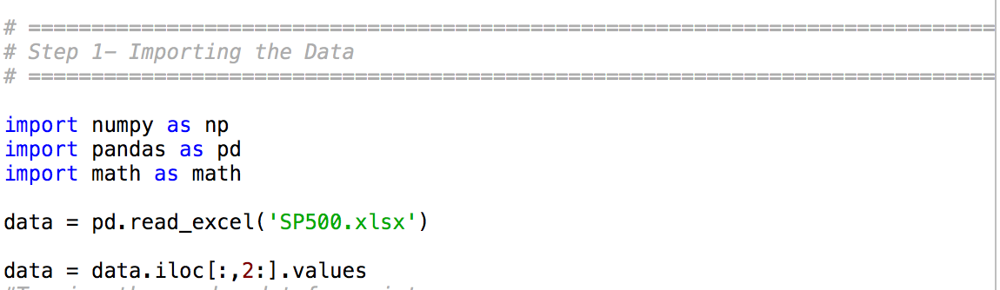 # =============================================================================
# Step 1- Importing the Data
# =============================================================================
import numpy as np
import pandas as pd
import math as math
data = pd.read_excel('SP500.xlsx')
data = data.iloc[:,2:].values